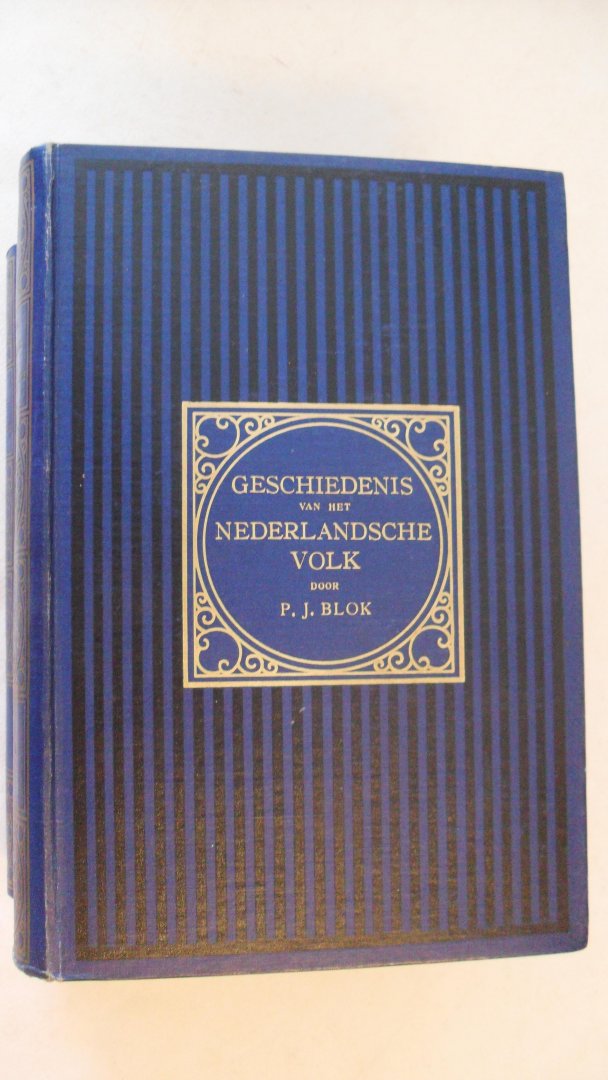 GESCHIEDENIS
VAN HET
NEDERLANDSCHE
VOLK
DOOR
P. J. BLOK